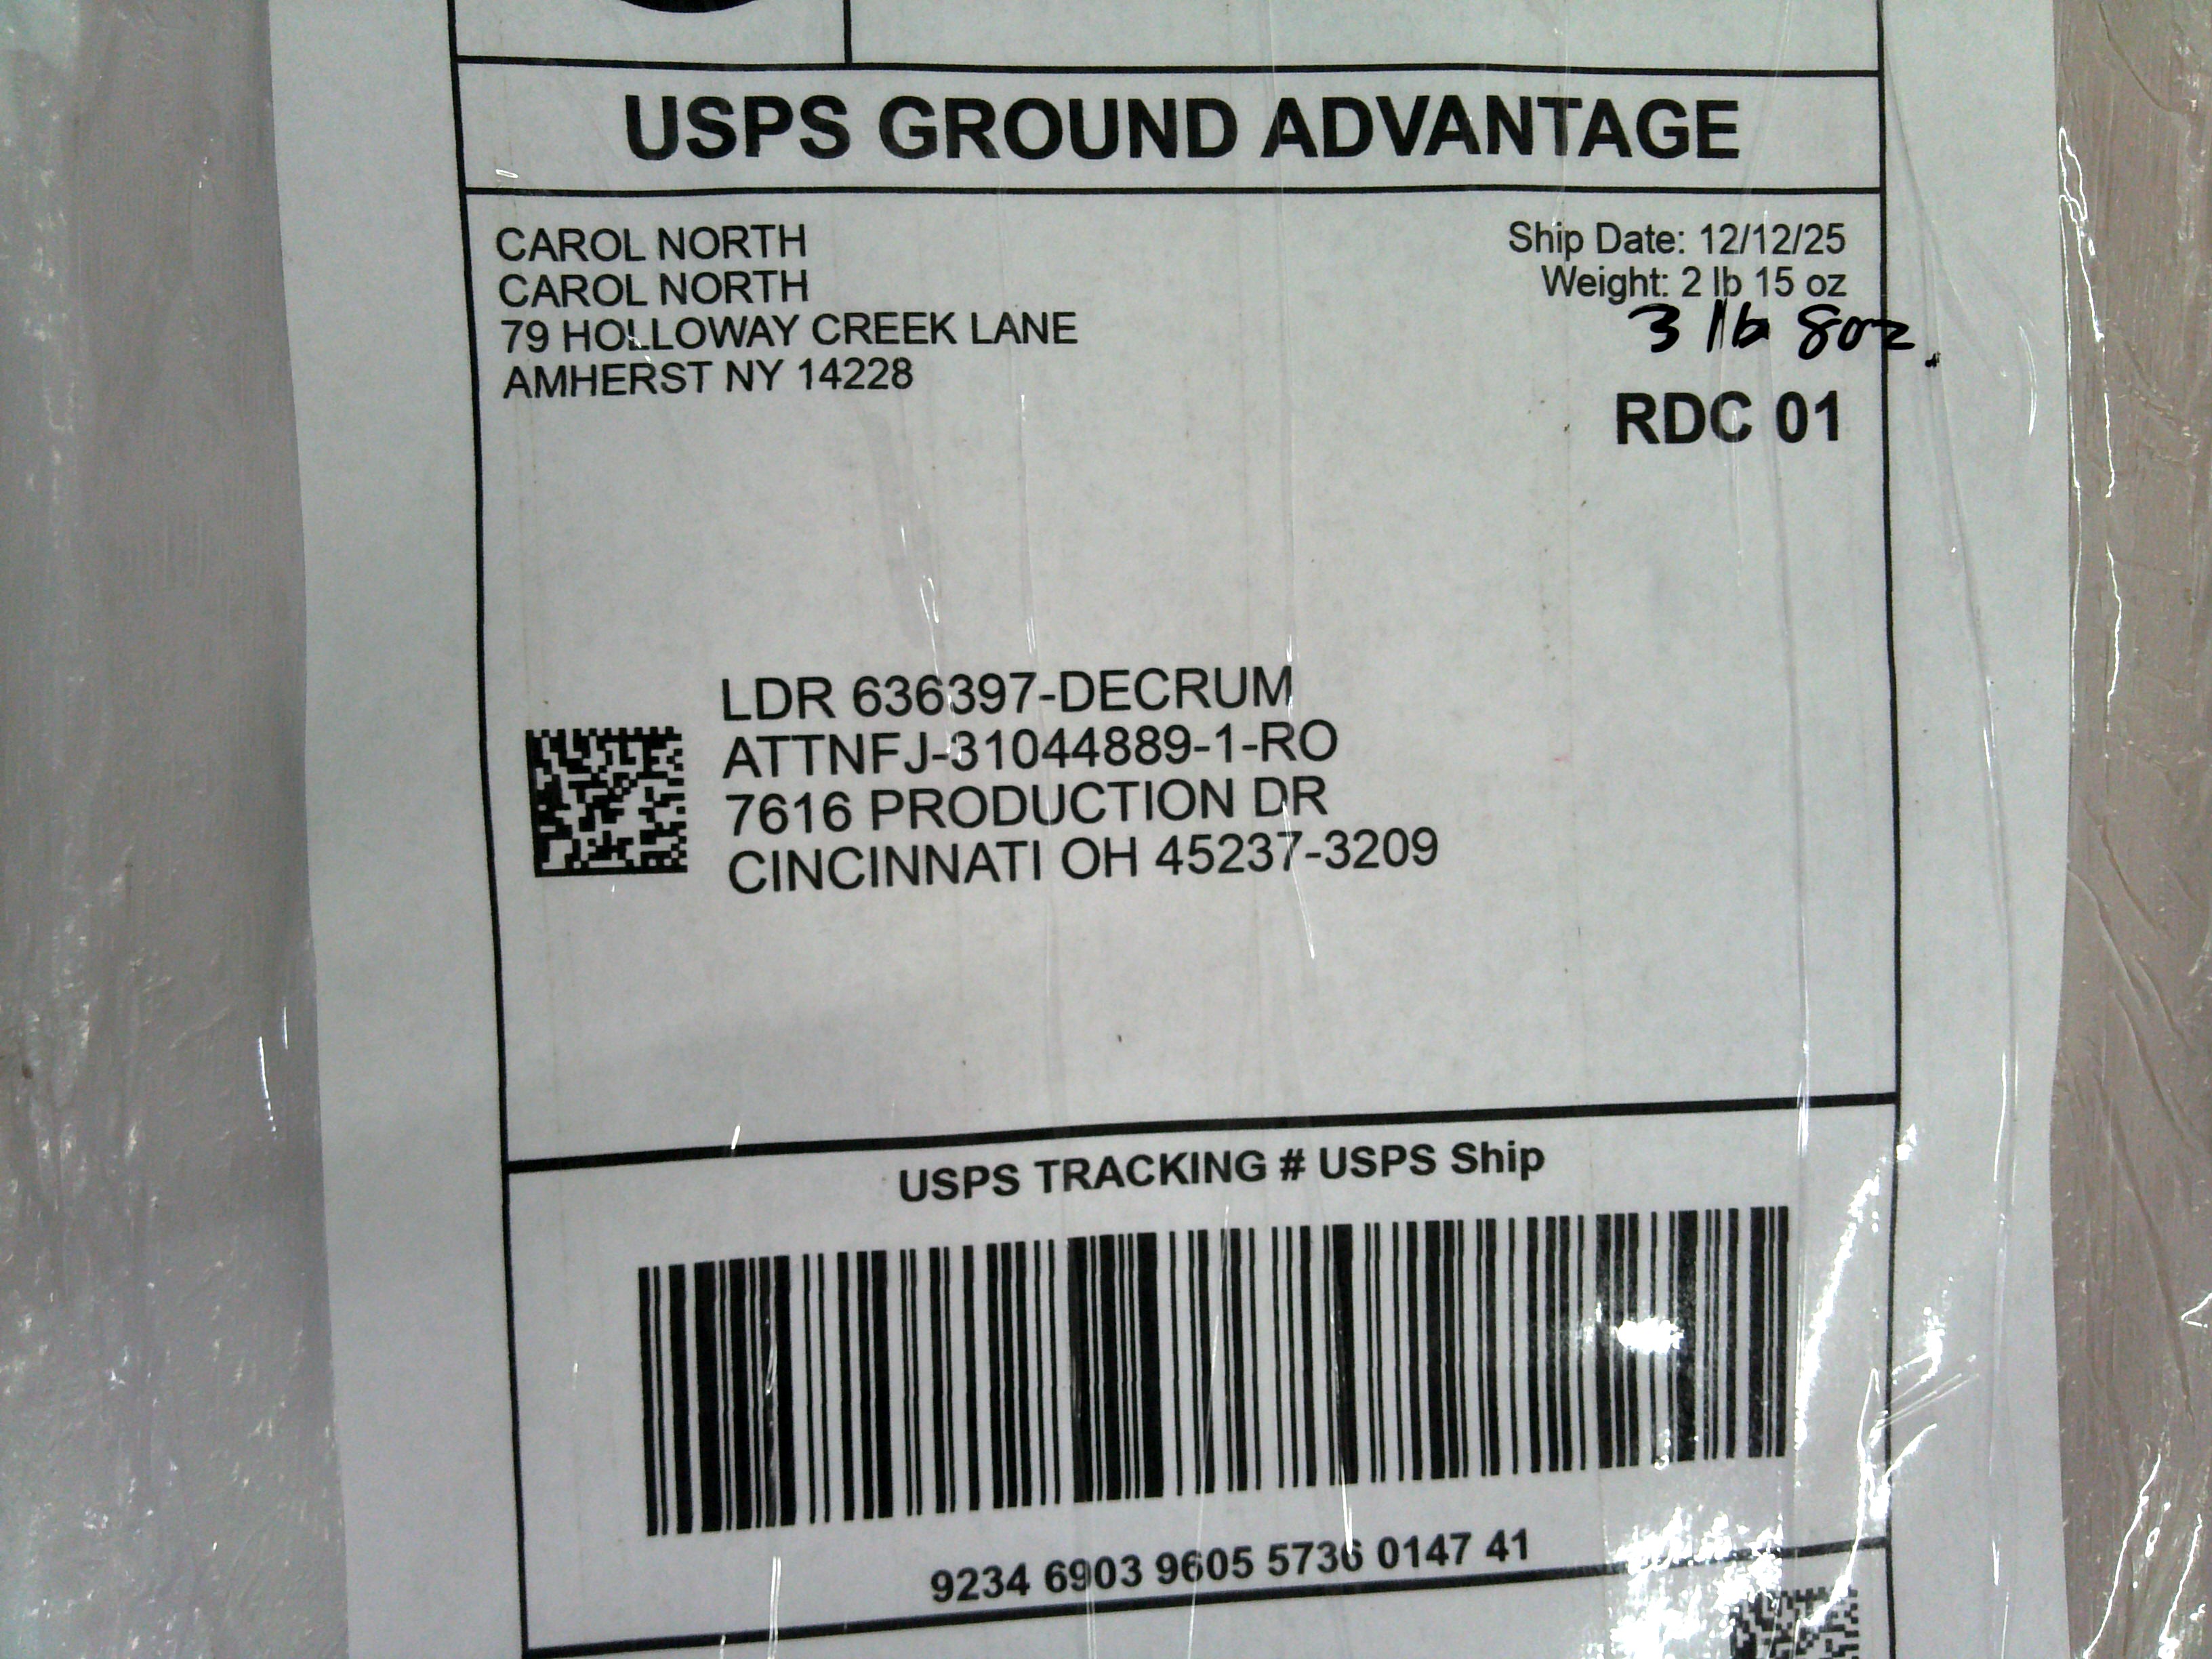 USPS GROUND ADVANTAGE
CAROL NORTH
CAROL NORTH
79 HOLLOWAY CREEK LANE
AMHERST NY 14228
Ship Date: 12/12/25
Weight: 2 lb 15 oz
3 lb 8oz.
RDC 01
LDR 636397-DECRUM
ATTNFJ-31044889-1-RO
7616 PRODUCTION DR
CINCINNATI OH 45237-3209
USPS TRACKING # USPS Ship
9234 6903 9605 5736 0147 41